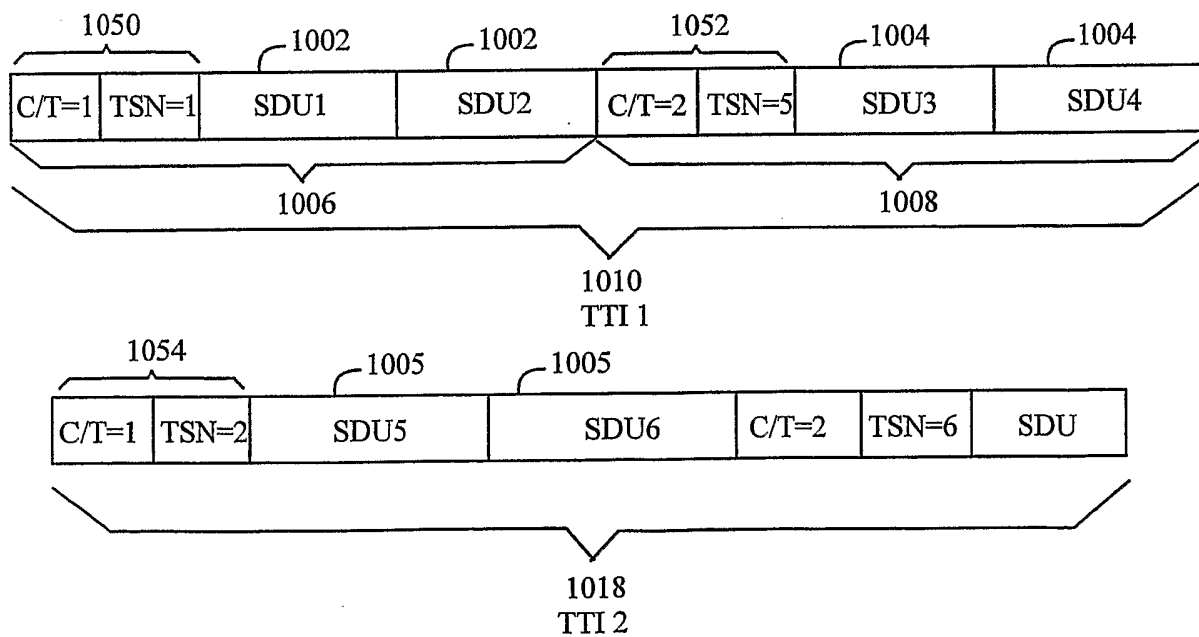 1050 1002 1002 1052 1004 1004
C/T=1 TSN=1 SDU1 SDU2 C/T=2 TSN=5 SDU3 SDU4
1006 1008
1010
TTI 1
1054 1005 1005
C/T=1 TSN=2 SDU5 SDU6 C/T=2 TSN=6 SDU
1018
TTI 2